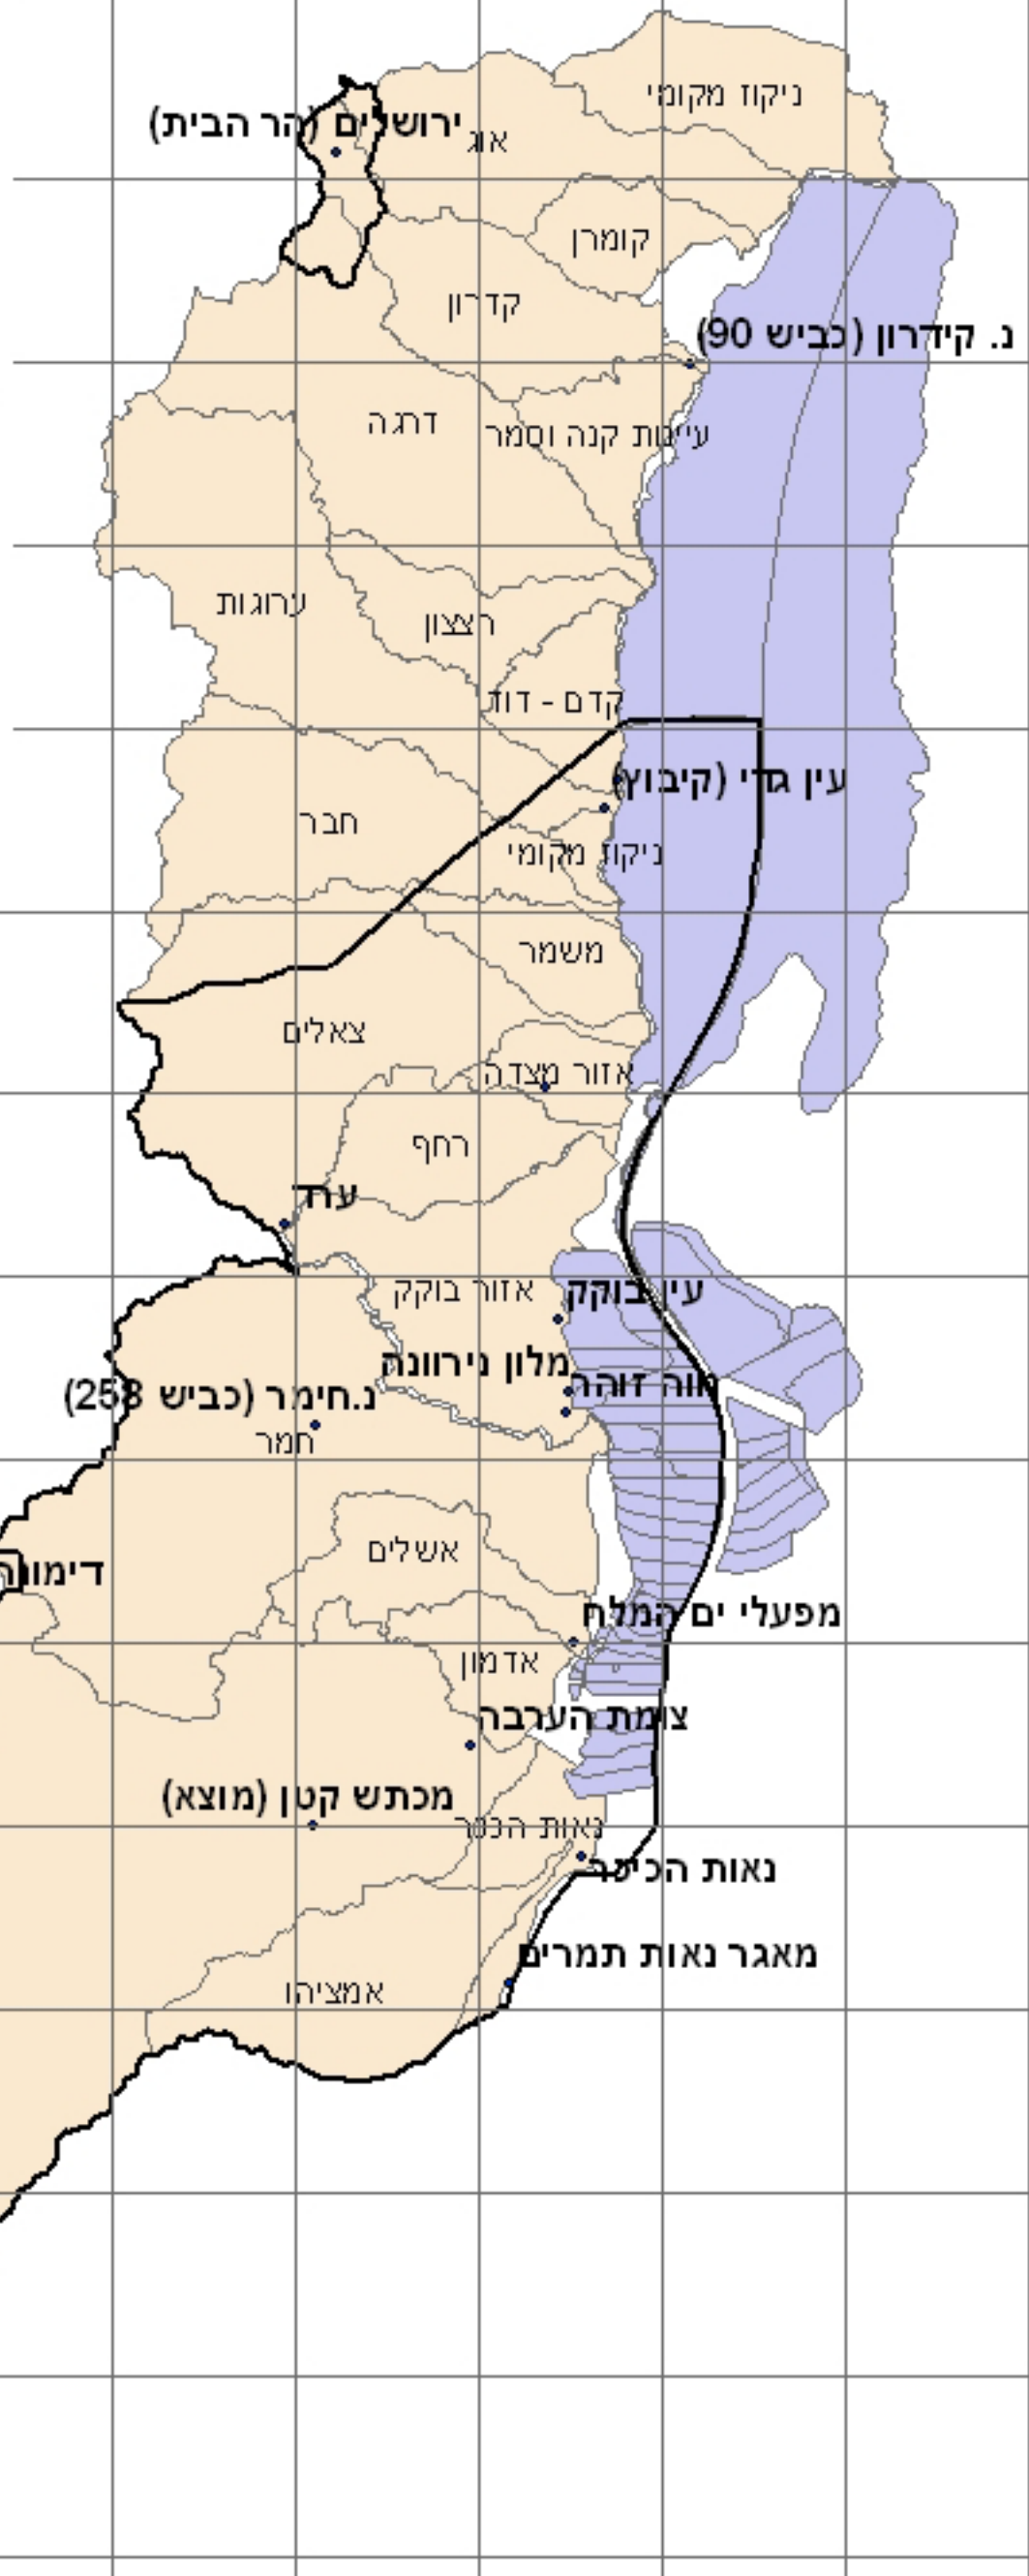 ניקוז מקומי
ירושלים (הר הבית)
אוג
קומרן
קדרון
נ. קידרון (כביש 90)
דרגה
עיינות קנה וסמר
ערוגות
חצצון
קדם - דוד
עין גדי (קיבוץ)
חבר
ניקוז מקומי
משמר
צאלים
אזור מצדה
רחף
ערד
אזור בוקק
עין בוקק
מלון נירוונה
נווה זוהר
נ.חימר (כביש 258)
חמר
אשלים
דימונה
מפעלי ים המלח
אדמון
צומת הערבה
מכתש קטן (מוצא)
נאות הככר
נאות הכיכר
מאגר נאות תמרים
אמציהו